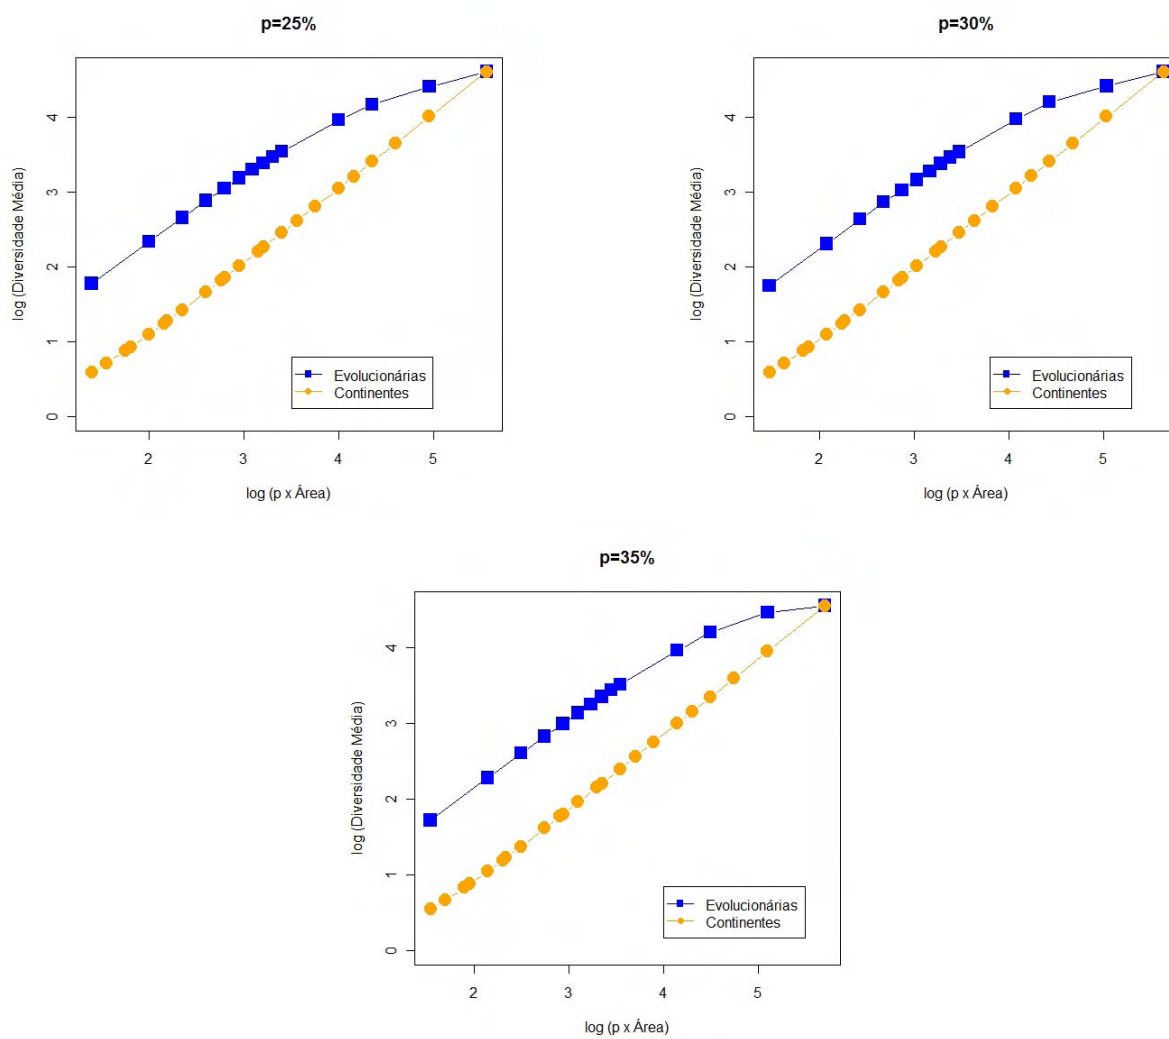 p=25%
log (Diversidade Média)
4
3
2
1
0
Evolucionárias
Continentes
2 3 4 5
log (p x Área)
p=30%
log (Diversidade Média)
4
3
2
1
0
Evolucionárias
Continentes
2 3 4 5
log (p x Área)
p=35%
log (Diversidade Média)
4
3
2
1
0
Evolucionárias
Continentes
2 3 4 5
log (p x Área)